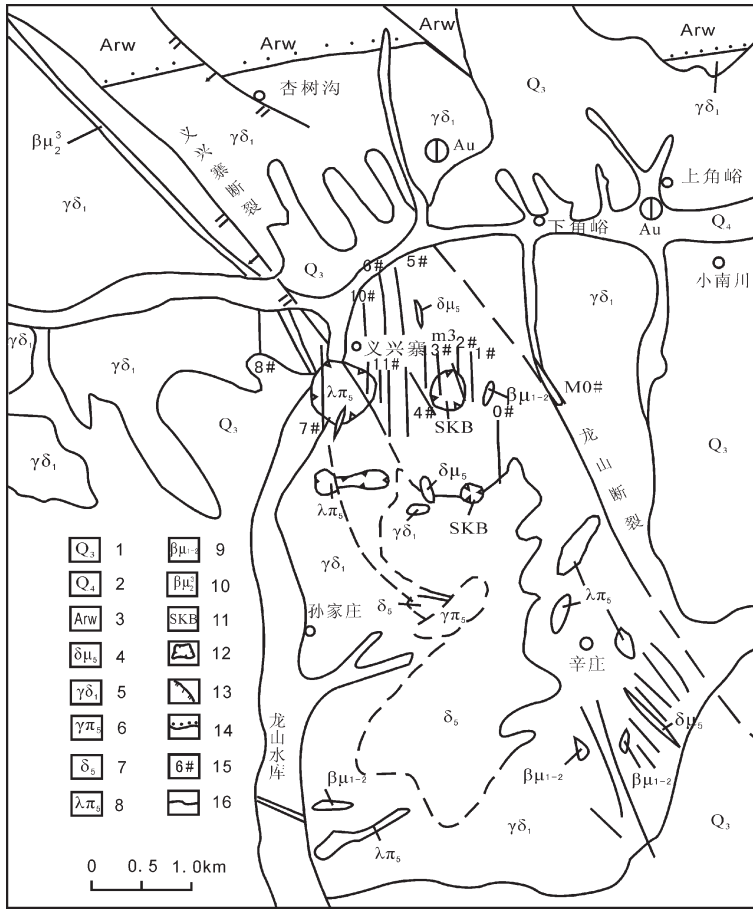 Arw
Arw
Arw
Arw
杏树沟
Q₃
γδ₁
γδ₁
βμ³₂
γδ₁
义兴寨断裂
Au
上角峪
γδ₁
下角峪
Au
Q₄
小南川
Q₃
6#
5#
10#
δμ₅
γδ₁
γδ₁
γδ₁
义兴寨
m3
3#
2#
1#
8#
11#
λπ₅
4#
SKB
βμ₁₋₂
0#
M0#
Q₃
7#
龙山断裂
Q₃
γδ₁
λπ₅
δμ₅
γδ₁
SKB
γδ₁
δ₅
γπ₅
λπ₅
孙家庄
辛庄
龙山水库
δ₅
δμ₅
βμ₁₋₂
βμ₁₋₂
βμ₁₋₂
γδ₁
λπ₅
Q₃
Q₃ 1
Q₄ 2
Arw 3
δμ₅ 4
γδ₁ 5
γπ₅ 6
δ₅ 7
λπ₅ 8
βμ₁₋₂ 9
βμ³₂ 10
SKB 11
12
13
14
6# 15
16
0 0.5 1.0km